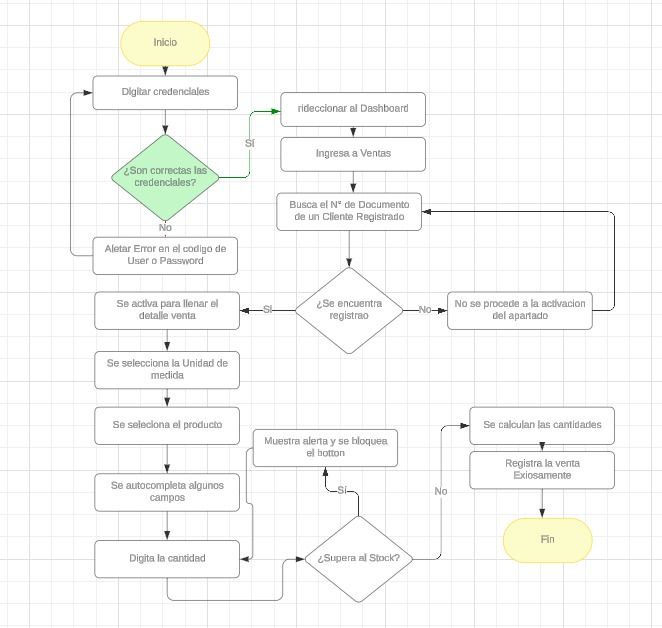 Inicio
Digitar credenciales
¿Son correctas las
credenciales?
Sí
No
Aletar Error en el codigo de
User o Password
rideccionar al Dashboard
Ingresa a Ventas
Busca el N° de Documento
de un Cliente Registrado
¿Se encuentra
registrao
Sí
No
No se procede a la activacion
del apartado
Se activa para llenar el
detalle venta
Se selecciona la Unidad de
medida
Se seleciona el producto
Se autocompleta algunos
campos
Digita la cantidad
¿Supera al Stock?
Sí
Muestra alerta y se bloquea
el botton
No
Se calculan las cantidades
Registra la venta
Exiosamente
Fin